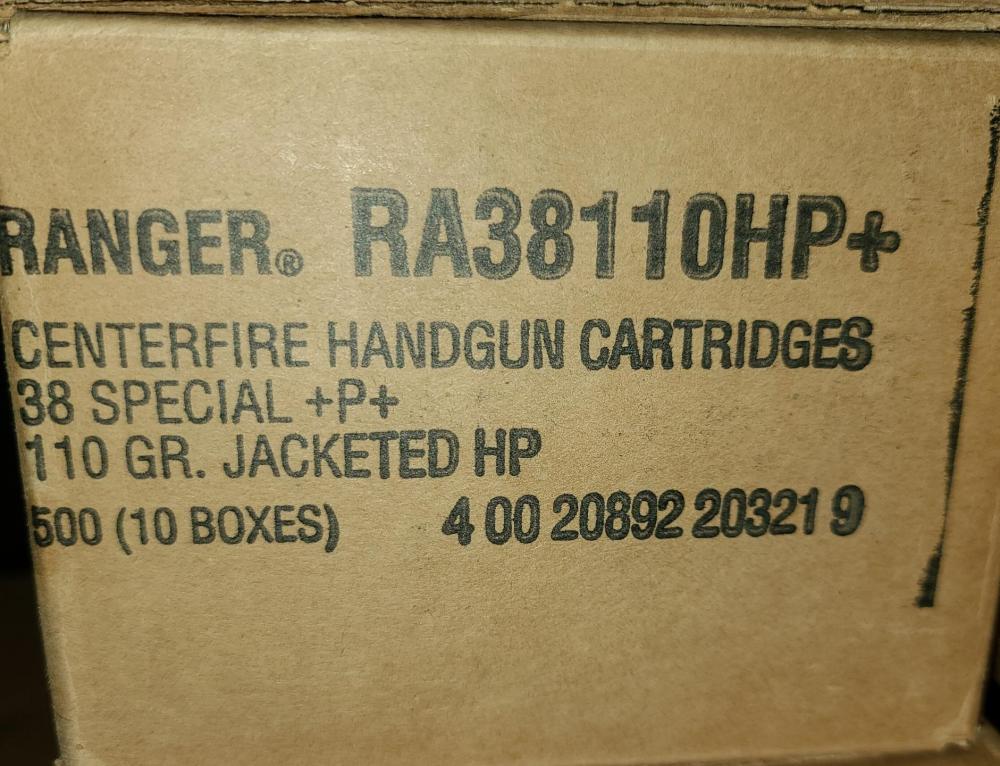 RANGER® RA38110HP+
CENTERFIRE HANDGUN CARTRIDGES
38 SPECIAL +P+
110 GR. JACKETED HP
500 (10 BOXES) 4 00 20892 20321 9